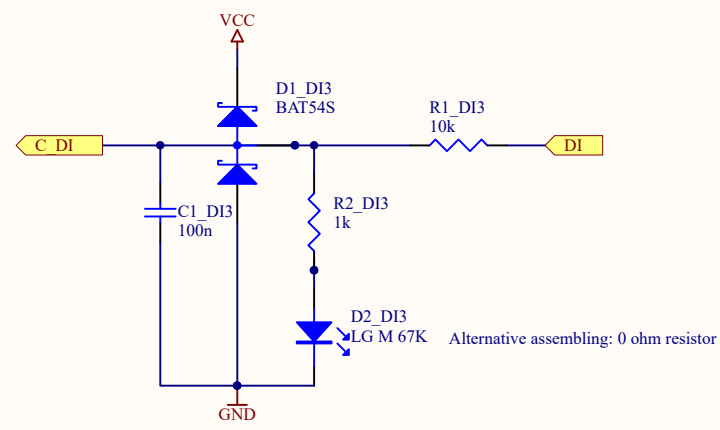 VCC
D1_DI3
BAT54S
R1_DI3
10k
C_DI
DI
C1_DI3
100n
R2_DI3
1k
D2_DI3
LG M 67K
Alternative assembling: 0 ohm resistor
GND